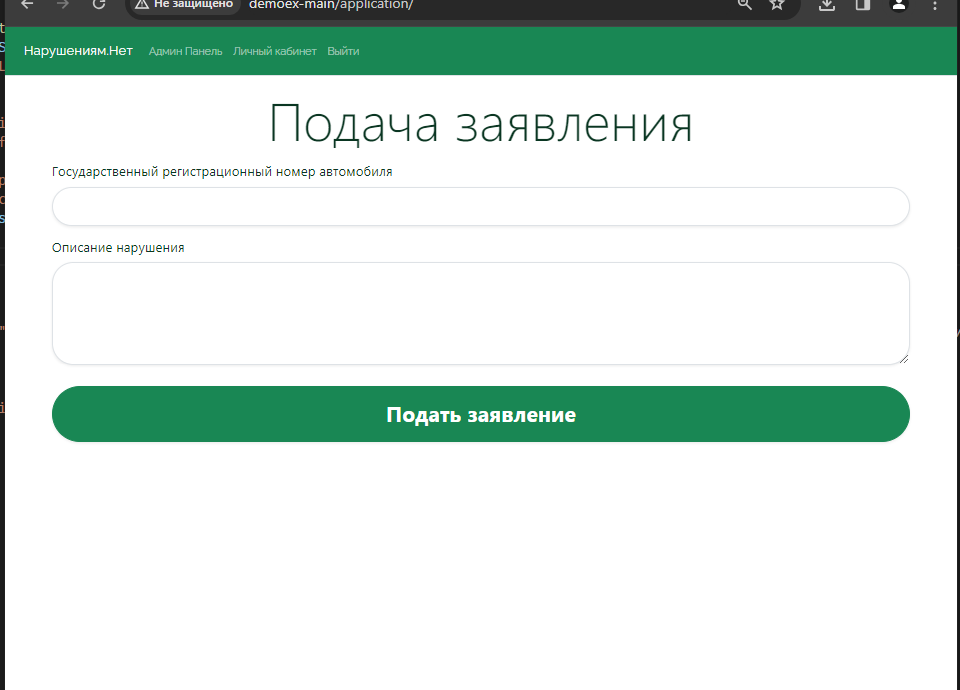 Не защищено demoex-main/application/
Нарушениям.Нет Админ Панель Личный кабинет Выйти
Подача заявления
Государственный регистрационный номер автомобиля
Описание нарушения
Подать заявление